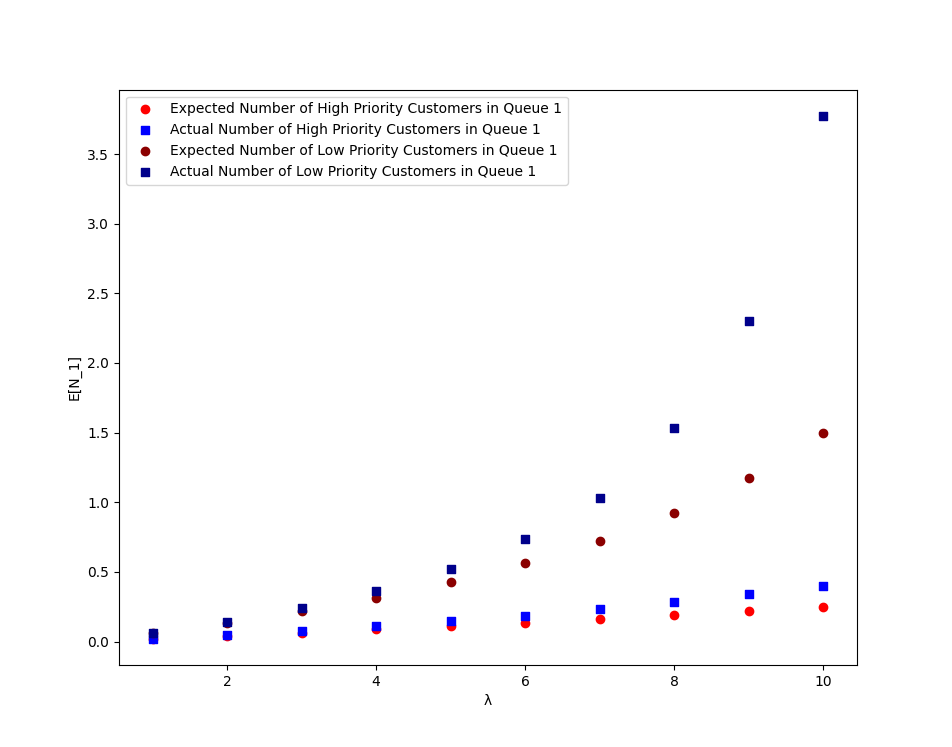 Expected Number of High Priority Customers in Queue 1
Actual Number of High Priority Customers in Queue 1
Expected Number of Low Priority Customers in Queue 1
Actual Number of Low Priority Customers in Queue 1
3.5
3.0
2.5
2.0
1.5
1.0
0.5
0.0
E[N_1]
2 4 6 8 10
λ